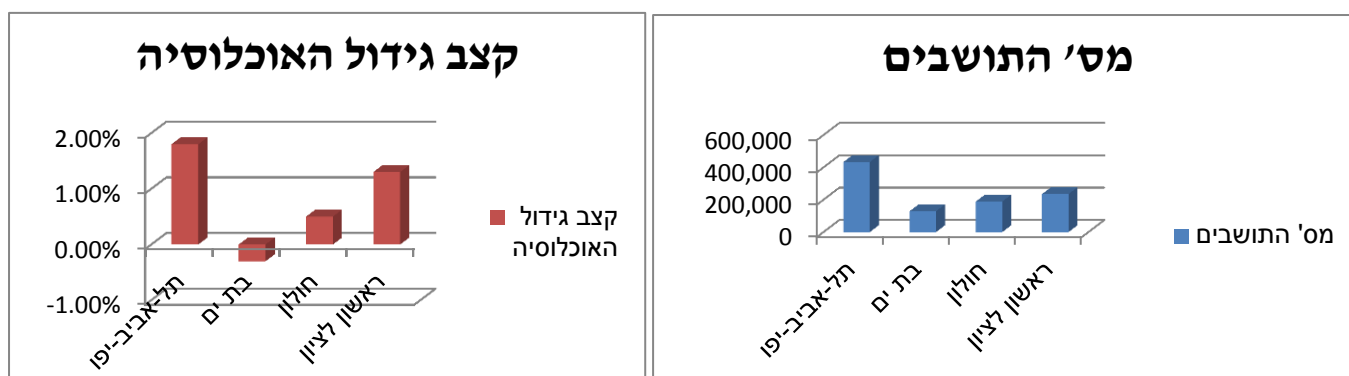 מס' התושבים
600,000
400,000
200,000
0
תל-אביב-יפו
בת ים
חולון
ראשון לציון
מס' התושבים
קצב גידול האוכלוסיה
2.00%
1.00%
0.00%
-1.00%
תל-אביב-יפו
בת ים
חולון
ראשון לציון
קצב גידול
האוכלוסיה